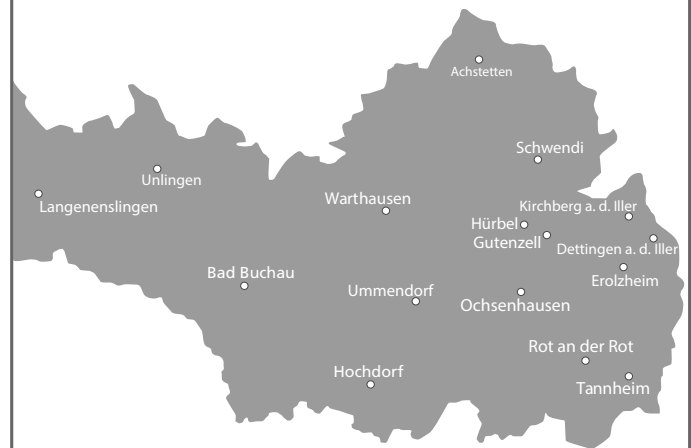 Achstetten
Schwendi
Unlingen
Langenenslingen
Warthausen
Kirchberg a. d. Iller
Hürbel
Gutenzell
Dettingen a. d. Iller
Bad Buchau
Erolzheim
Ummendorf
Ochsenhausen
Rot an der Rot
Hochdorf
Tannheim